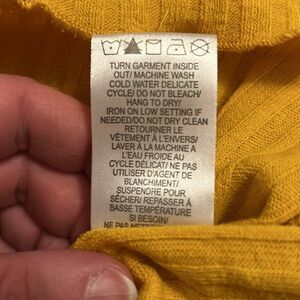 TURN GARMENT INSIDE
OUT/ MACHINE WASH
COLD WATER DELICATE
CYCLE/ DO NOT BLEACH/
HANG TO DRY/
IRON ON LOW SETTING IF
NEEDED/DO NOT DRY CLEAN
RETOURNER LE
VÊTEMENT À L'ENVERS/
LAVER À LA MACHINE A
L'EAU FROIDE AU
CYCLE DÉLICAT/ NE PAS
UTILISER D'AGENT DE
BLANCHIMENT/
SUSPENDRE POUR
SÉCHER/ REPASSER À
BASSE TEMPÉRATURE
SI BESOIN/
NE PAS